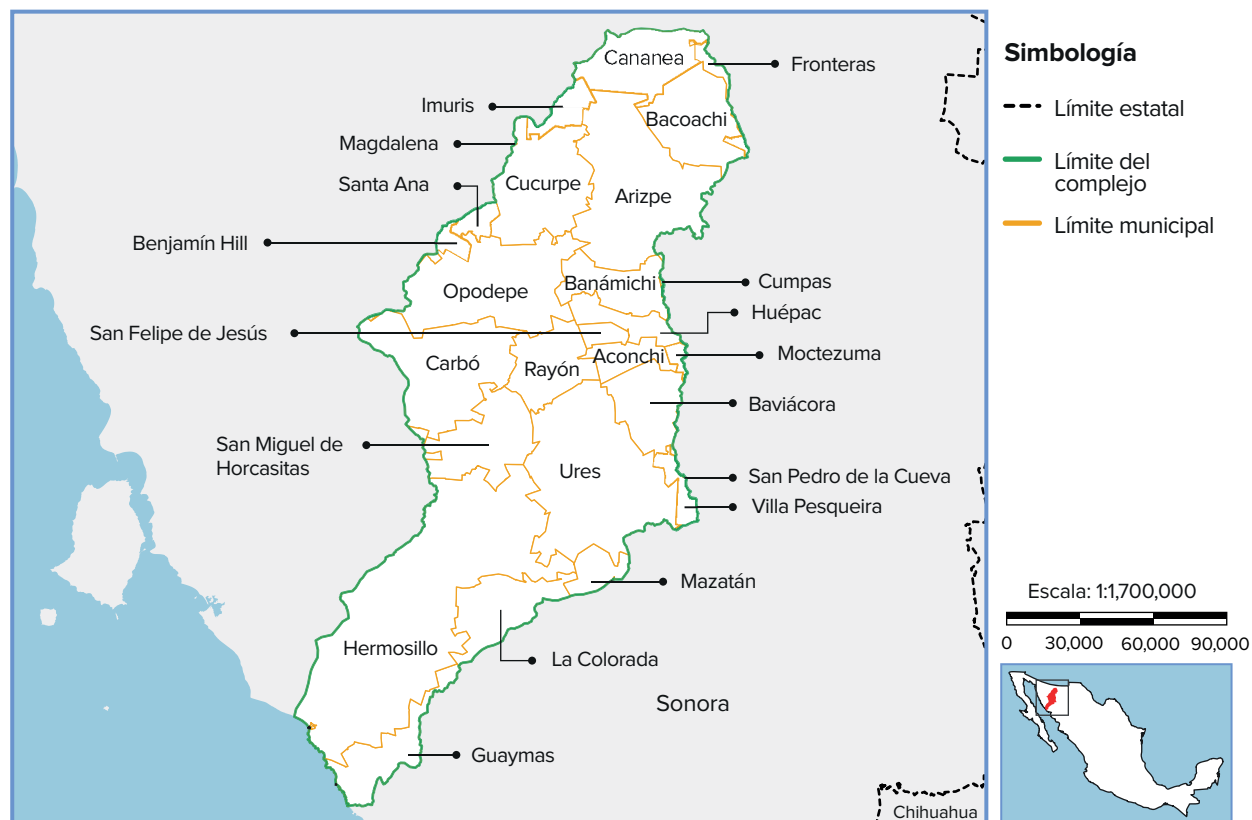 Cananea
Fronteras
Imuris
Bacoachi
Magdalena
Santa Ana
Cucurpe
Arizpe
Benjamín Hill
Opodepe
Banámichi
Cumpas
Huépac
San Felipe de Jesús
Carbó
Rayón
Aconchi
Moctezuma
Baviácora
San Miguel de
Horcasitas
Ures
San Pedro de la Cueva
Villa Pesqueira
Mazatán
Hermosillo
La Colorada
Sonora
Guaymas
Chihuahua
Simbología
Límite estatal
Límite del
complejo
Límite municipal
Escala: 1:1,700,000
0 30,000 60,000 90,000